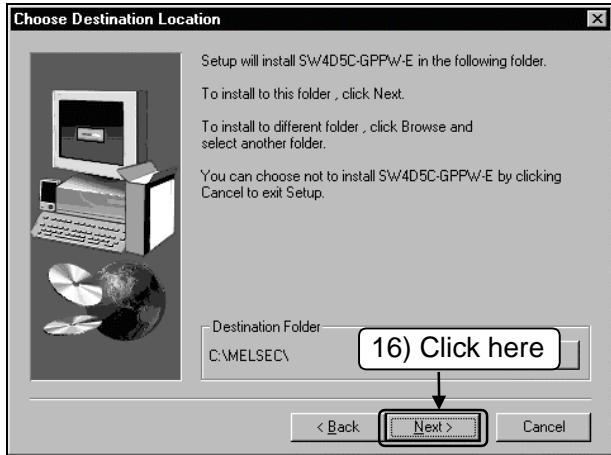 Choose Destination Location
Setup will install SW4D5C-GPPW-E in the following folder.
To install to this folder , click Next.
To install to different folder , click Browse and
select another folder.
You can choose not to install SW4D5C-GPPW-E by clicking
Cancel to exit Setup.
Destination Folder
C:\MELSEC\
16) Click here
< Back
Next >
Cancel